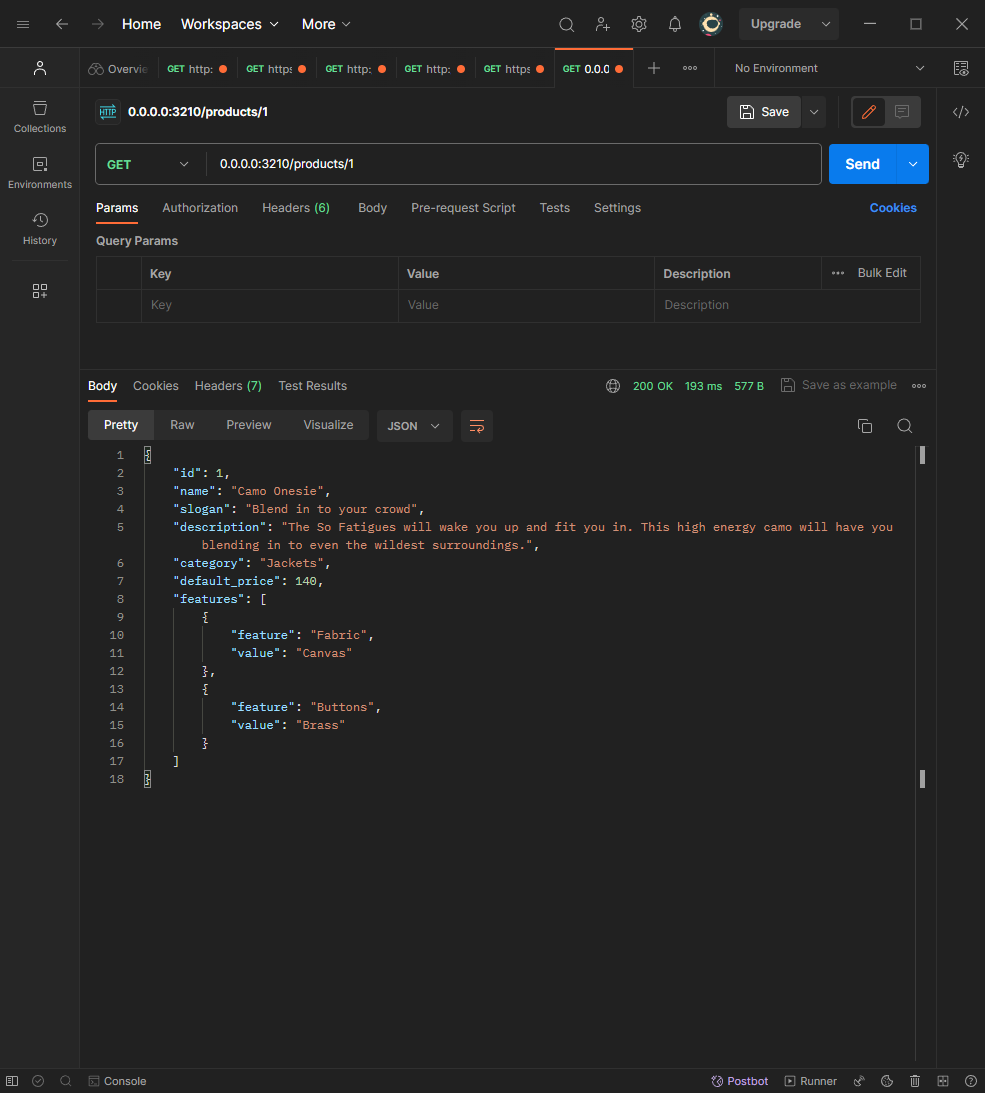 Home Workspaces More Upgrade
Overvie GET http: GET https GET http: GET http: GET https GET 0.0.0 No Environment
HTTP 0.0.0.0:3210/products/1 Save
Collections
GET 0.0.0.0:3210/products/1 Send
Environments
Params Authorization Headers (6) Body Pre-request Script Tests Settings Cookies
History
Query Params
Key Value Description Bulk Edit
Key Value Description
Body Cookies Headers (7) Test Results 200 OK 193 ms 577 B Save as example
Pretty Raw Preview Visualize JSON
1 {
2 "id": 1,
3 "name": "Camo Onesie",
4 "slogan": "Blend in to your crowd",
5 "description": "The So Fatigues will wake you up and fit you in. This high energy camo will have you
blending in to even the wildest surroundings.",
6 "category": "Jackets",
7 "default_price": 140,
8 "features": [
9 {
10 "feature": "Fabric",
11 "value": "Canvas"
12 },
13 {
14 "feature": "Buttons",
15 "value": "Brass"
16 }
17 ]
18 }
Console Postbot Runner